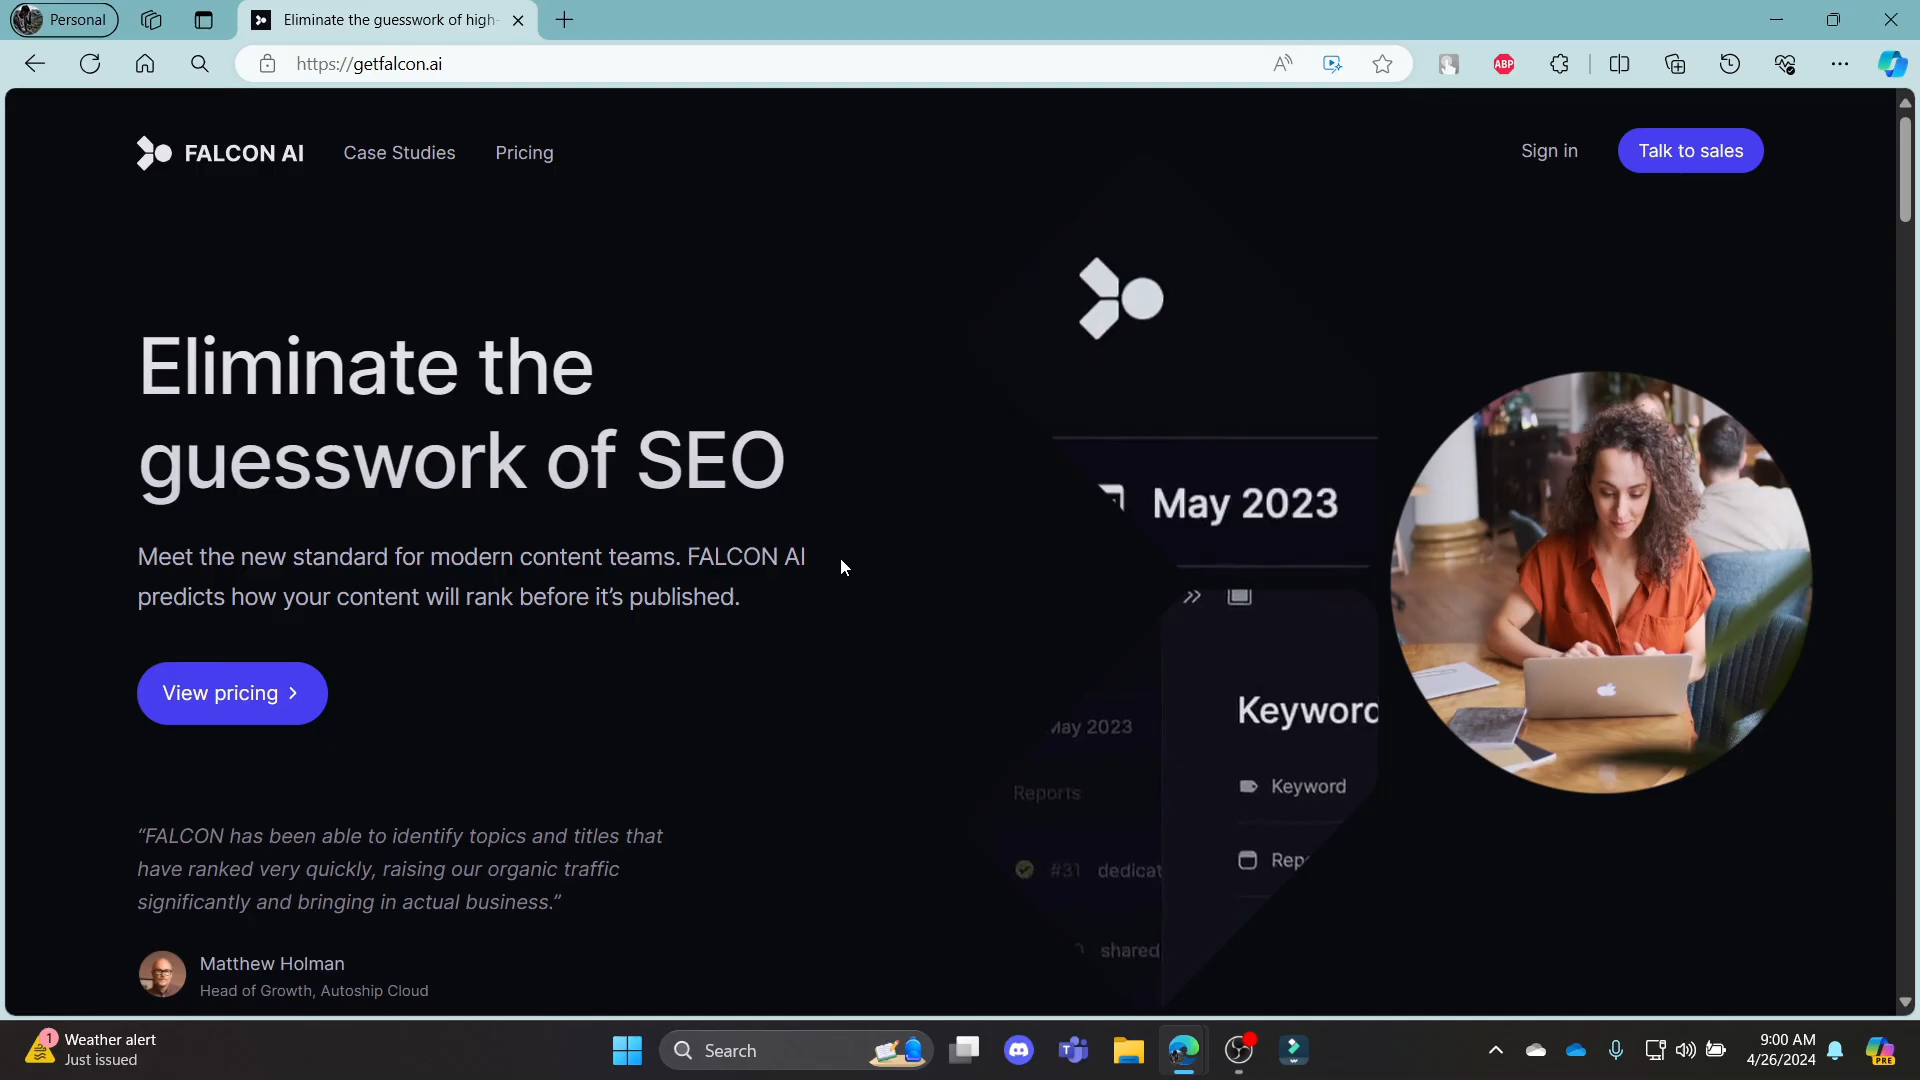 Personal
Eliminate the guesswork of high-
https://getfalcon.ai
ABP
FALCON AI
Case Studies
Pricing
Sign in
Talk to sales
Eliminate the
guesswork of SEO
Meet the new standard for modern content teams. FALCON AI
predicts how your content will rank before it’s published.
View pricing
May 2023
Keyword
May 2023
Reports
Keyword
#31 dedicat
shared
“FALCON has been able to identify topics and titles that
have ranked very quickly, raising our organic traffic
significantly and bringing in actual business.”
Matthew Holman
Head of Growth, Autoship Cloud
1
Weather alert
Just issued
Search
9:00 AM
4/26/2024
PRE